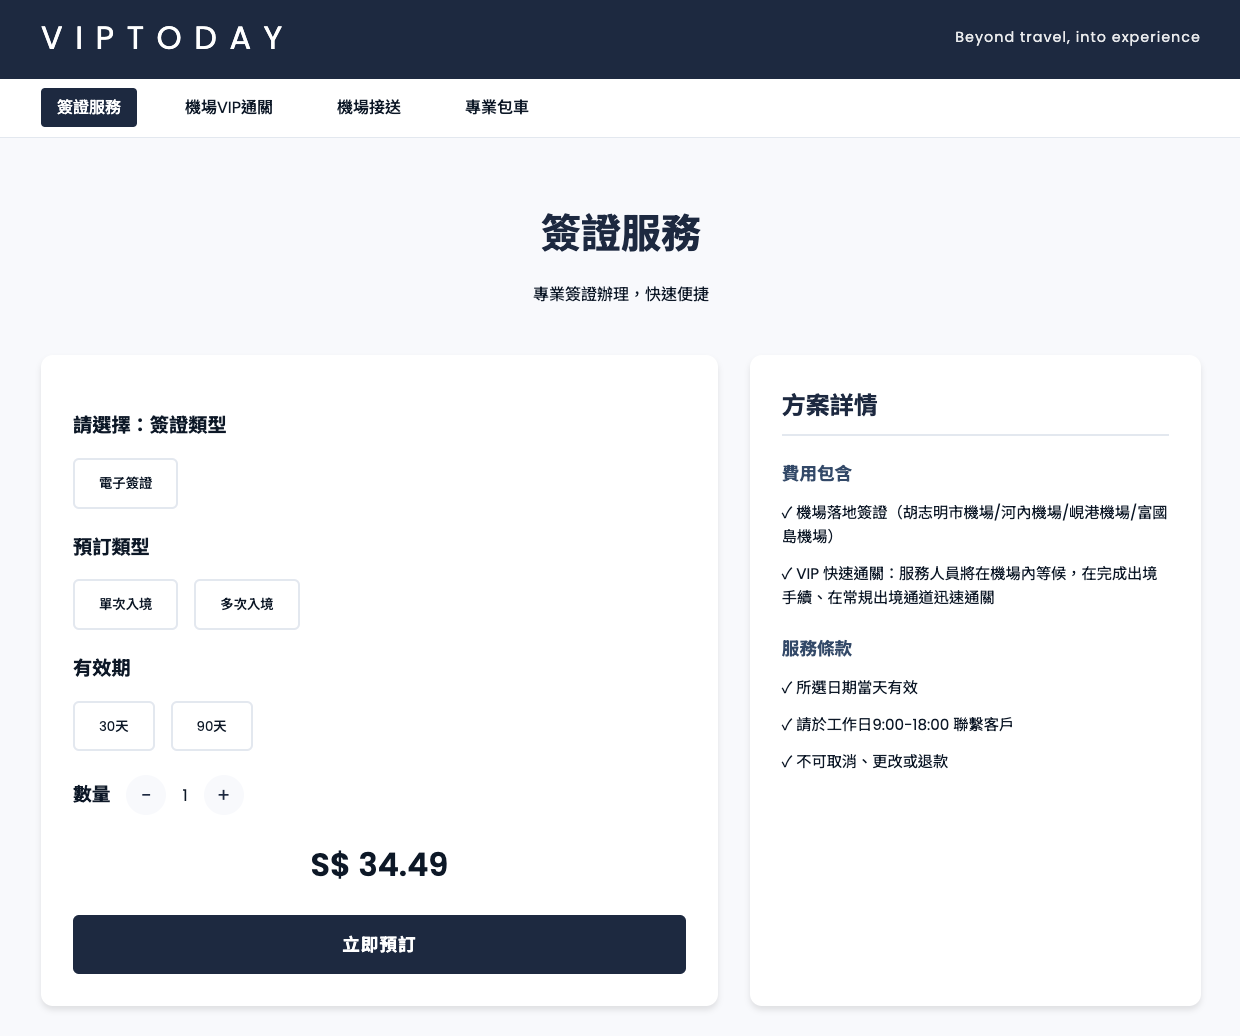 VIPTODAY
Beyond travel, into experience
簽證服務
機場VIP通關
機場接送
專業包車
簽證服務
專業簽證辦理，快速便捷
請選擇：簽證類型
電子簽證
預訂類型
單次入境
多次入境
有效期
30天
90天
數量
-
1
+
S$ 34.49
立即預訂
方案詳情
費用包含
✓ 機場落地簽證（胡志明市機場/河內機場/峴港機場/富國
島機場）
✓ VIP 快速通關：服務人員將在機場內等候，在完成出境
手續、在常規出境通道迅速通關
服務條款
✓ 所選日期當天有效
✓ 請於工作日9:00-18:00 聯繫客戶
✓ 不可取消、更改或退款